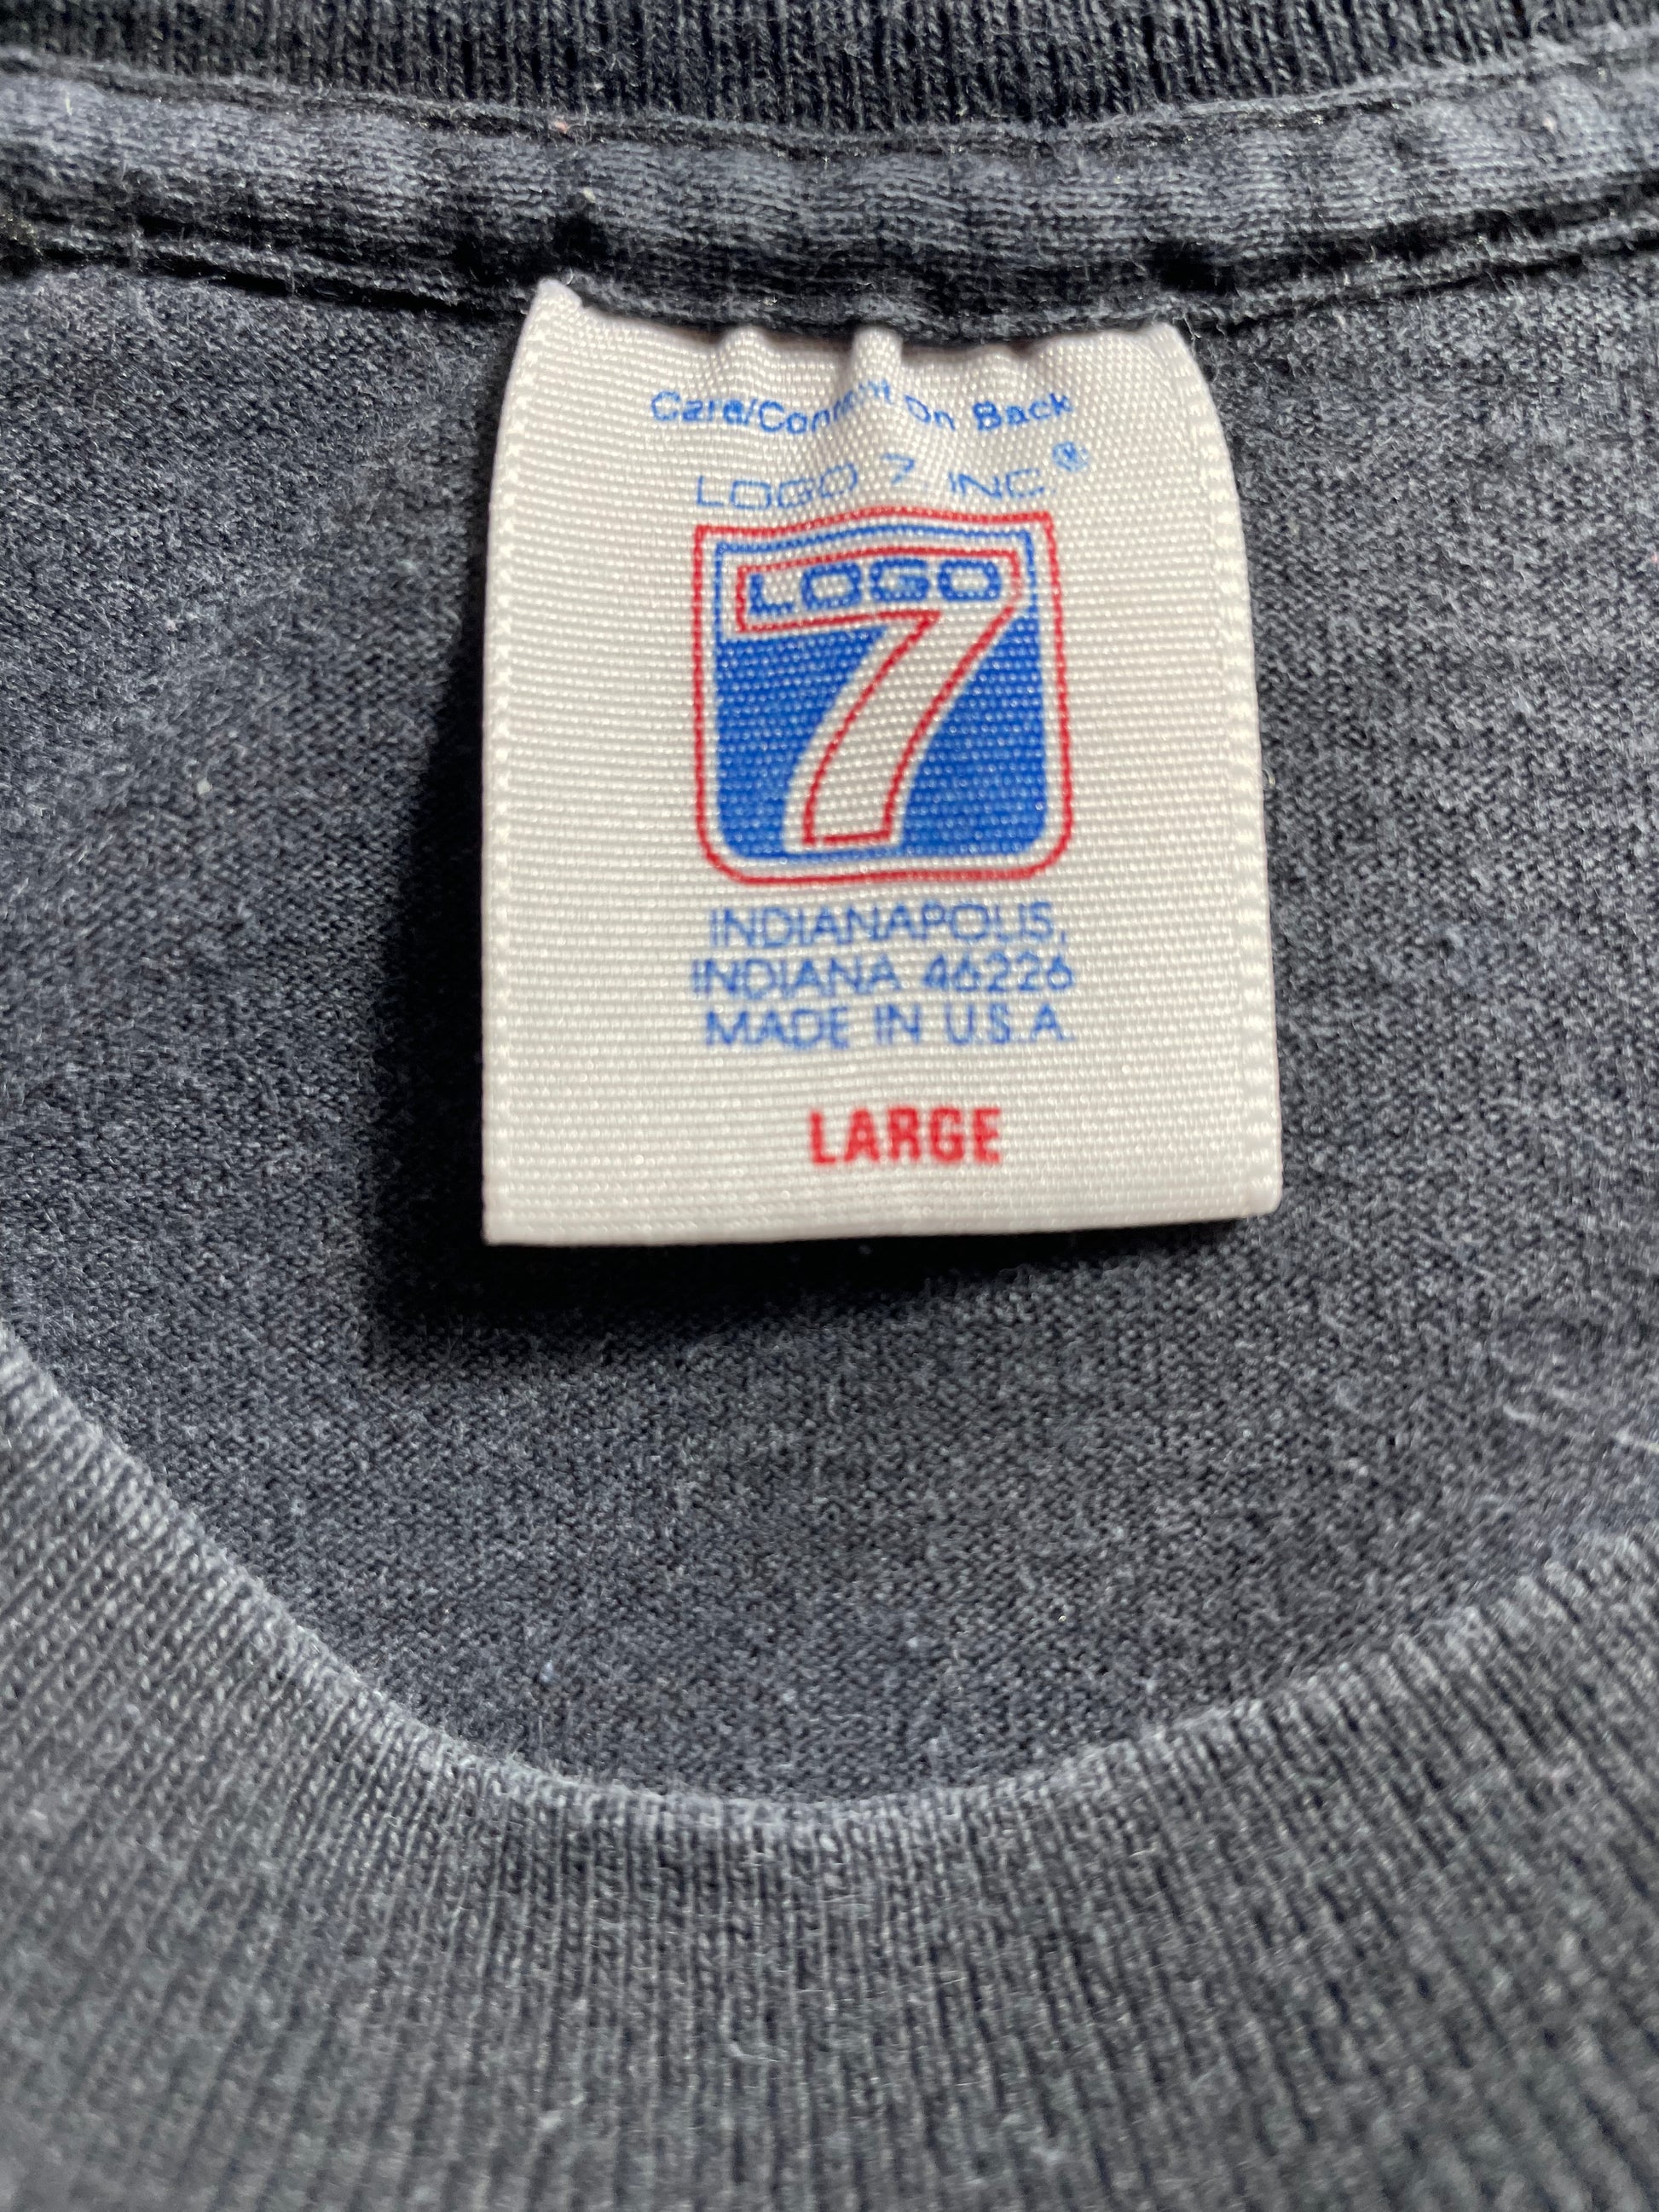 Care/Content On Back
LOGO 7, INC.®
LOGO
7
INDIANAPOLIS,
INDIANA 46226
MADE IN U.S.A.
LARGE